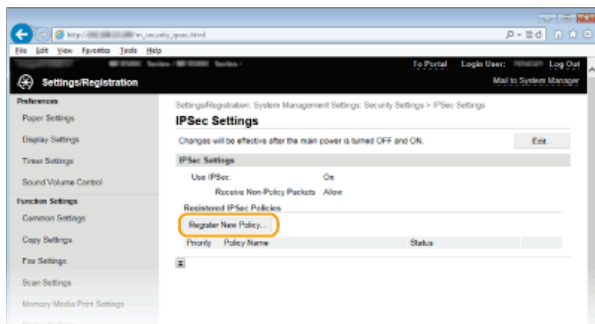 http://
m_security_ipsec.html
File Edit View Favorites Tools Help
To Portal Login User: Log Out
Settings/Registration
Mail to System Manager
Preferences
Paper Settings
Display Settings
Timer Settings
Sound Volume Control
Function Settings
Common Settings
Copy Settings
Fax Settings
Scan Settings
Memory Media Print Settings
Settings/Registration: System Management Settings: Security Settings > IPSec Settings
IPSec Settings
Changes will be effective after the main power is turned OFF and ON.
Edit...
IPSec Settings
Use IPSec: On
Receive Non-Policy Packets Allow
Registered IPSec Policies
Register New Policy...
Priority Policy Name Status